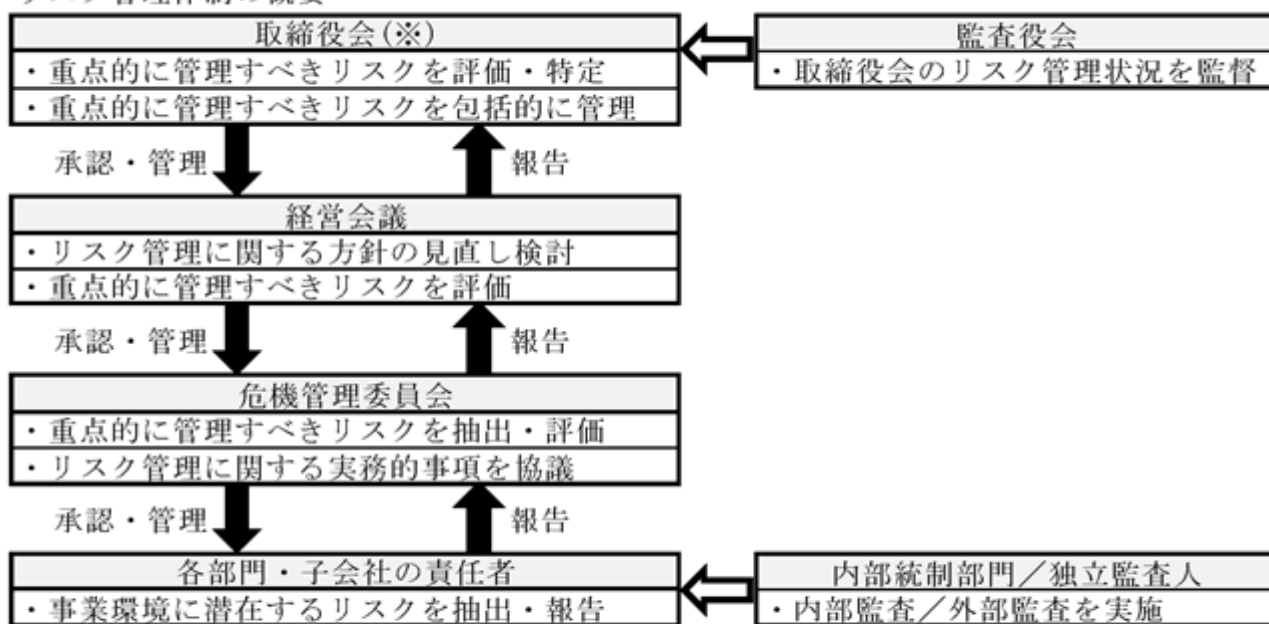 リスク管理体制の概要
取締役会(※)
・重点的に管理すべきリスクを評価・特定
・重点的に管理すべきリスクを包括的に管理
監査役会
・取締役会のリスク管理状況を監督
承認・管理
報告
経営会議
・リスク管理に関する方針の見直し検討
・重点的に管理すべきリスクを評価
承認・管理
報告
危機管理委員会
・重点的に管理すべきリスクを抽出・評価
・リスク管理に関する実務的事項を協議
承認・管理
報告
各部門・子会社の責任者
・事業環境に潜在するリスクを抽出・報告
内部統制部門／独立監査人
・内部監査／外部監査を実施